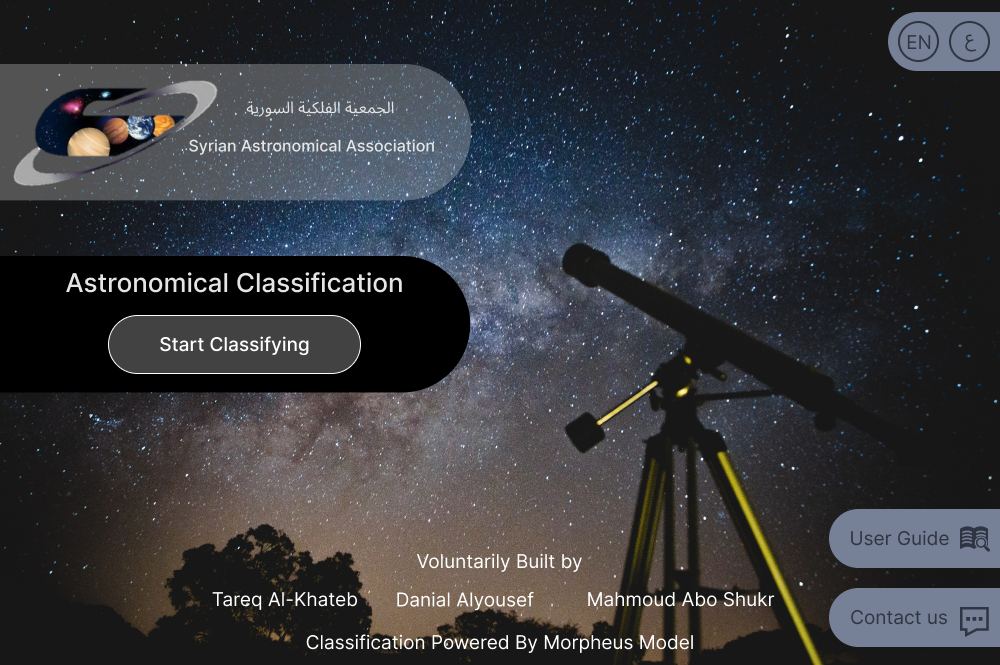 EN
ع
الجمعية الفلكية السورية
Syrian Astronomical Association
Astronomical Classification
Start Classifying
User Guide
Voluntarily Built by
Tareq Al-Khateb Danial Alyousef Mahmoud Abo Shukr
Contact us
Classification Powered By Morpheus Model